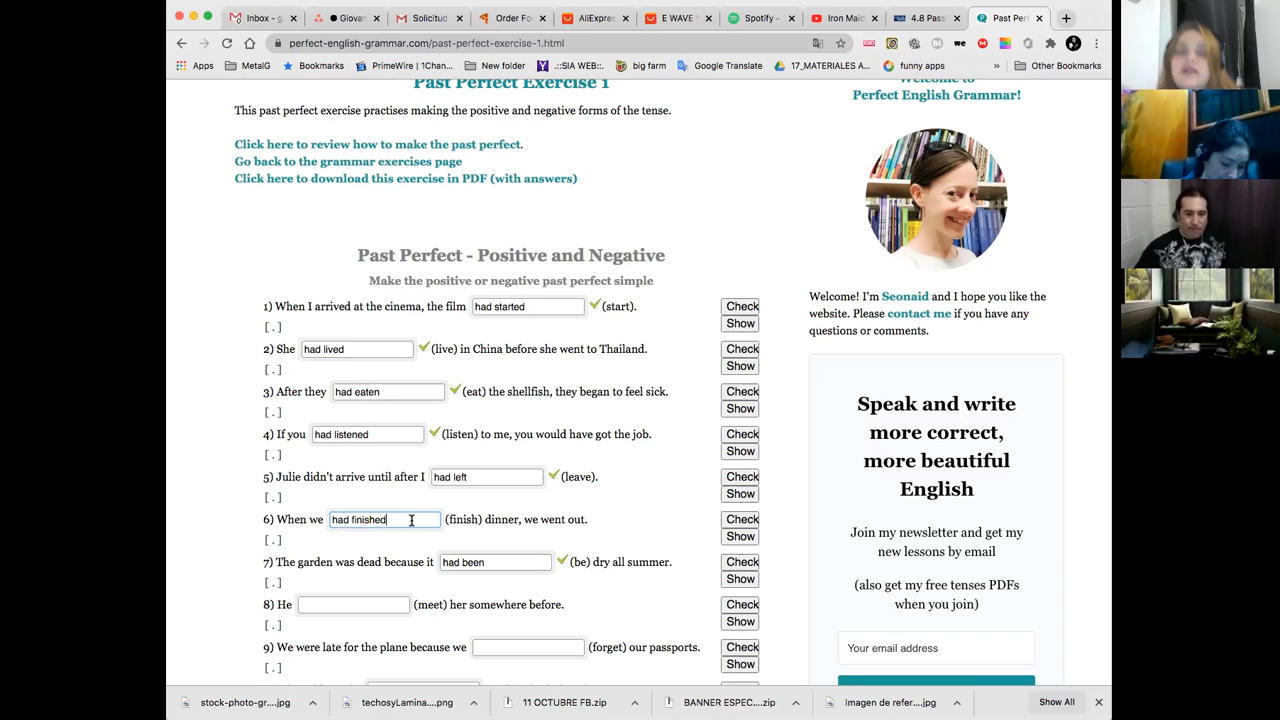 Inbox - g
Giovan
Solicitud
Order Fo
AliExpres
E WAVE
Spotify –
Iron Maid
4.8 Pass
Past Perf
perfect-english-grammar.com/past-perfect-exercise-1.html
Apps
MetalG
Bookmarks
PrimeWire | 1Chan...
New folder
.::SIA WEB::.
big farm
Google Translate
17_MATERIALES A...
funny apps
»
Other Bookmarks
Past Perfect Exercise 1
This past perfect exercise practises making the positive and negative forms of the tense.
Click here to review how to make the past perfect.
Go back to the grammar exercises page
Click here to download this exercise in PDF (with answers)
Past Perfect - Positive and Negative
Make the positive or negative past perfect simple
1) When I arrived at the cinema, the film had started (start). Check
[ . ] Show
2) She had lived (live) in China before she went to Thailand. Check
[ . ] Show
3) After they had eaten (eat) the shellfish, they began to feel sick. Check
[ . ] Show
4) If you had listened (listen) to me, you would have got the job. Check
[ . ] Show
5) Julie didn't arrive until after I had left (leave). Check
[ . ] Show
6) When we had finished (finish) dinner, we went out. Check
[ . ] Show
7) The garden was dead because it had been (be) dry all summer. Check
[ . ] Show
8) He (meet) her somewhere before. Check
[ . ] Show
9) We were late for the plane because we (forget) our passports. Check
[ . ] Show
Welcome to
Perfect English Grammar!
Welcome! I'm Seonaid and I hope you like the
website. Please contact me if you have any
questions or comments.
Speak and write
more correct,
more beautiful
English
Join my newsletter and get my
new lessons by email
(also get my free tenses PDFs
when you join)
Your email address
stock-photo-gr....jpg
techosyLamina....png
11 OCTUBRE FB.zip
BANNER ESPEC....zip
Imagen de refer....jpg
Show All